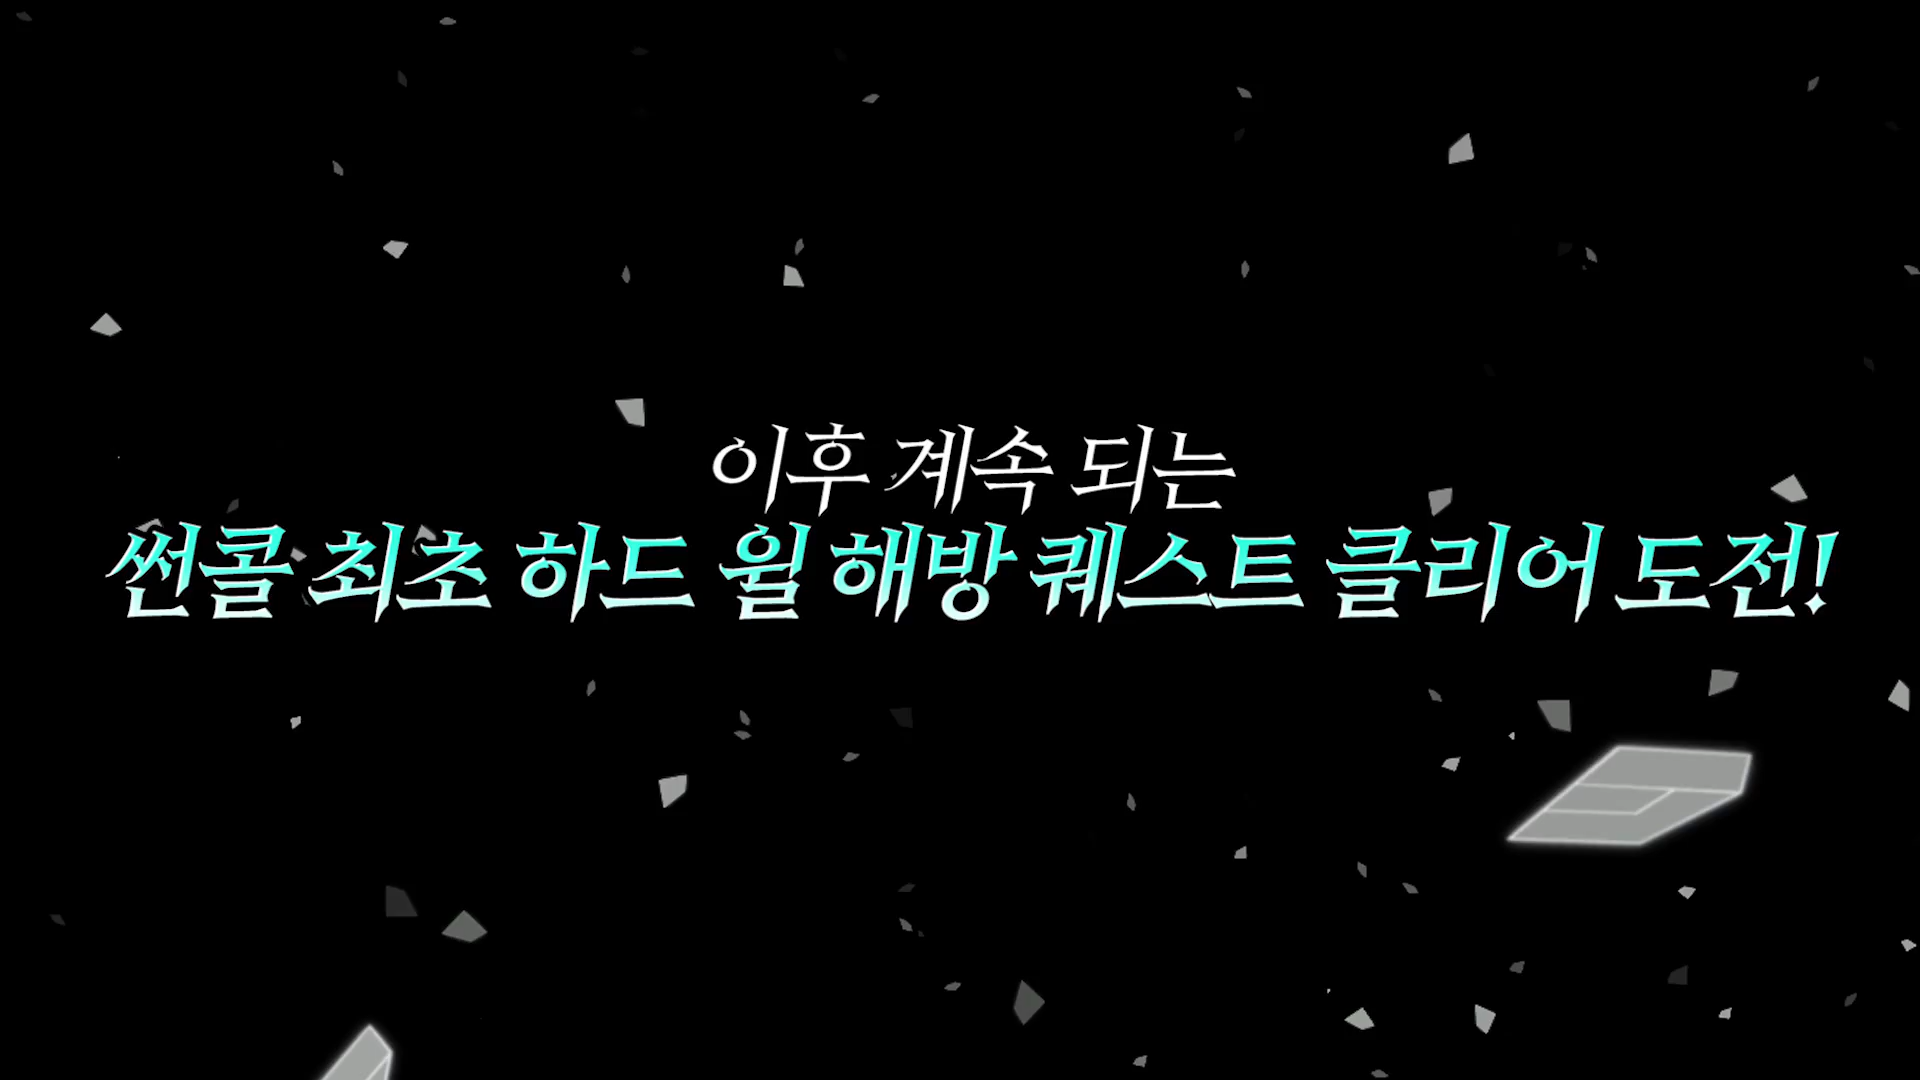 이후 계속 되는
썬콜 최초 하드 윌 해방 퀘스트 클리어 도전!